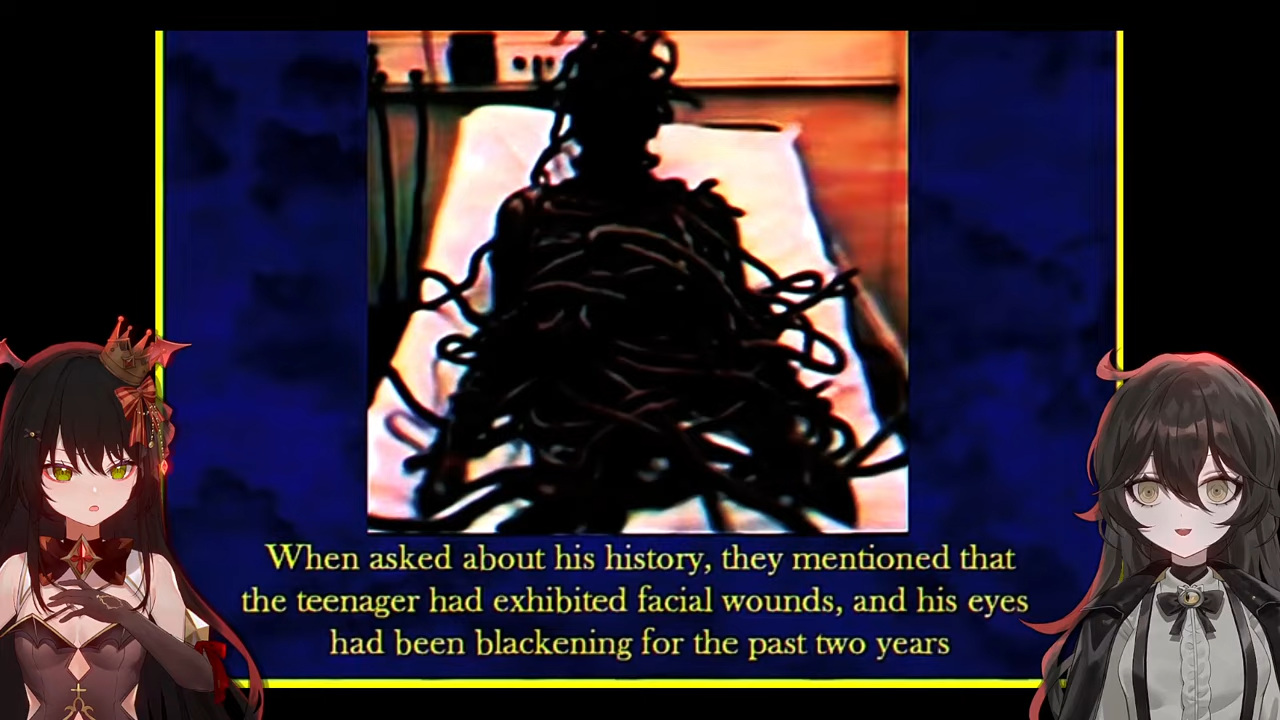 When asked about his history, they mentioned that
the teenager had exhibited facial wounds, and his eyes
had been blackening for the past two years